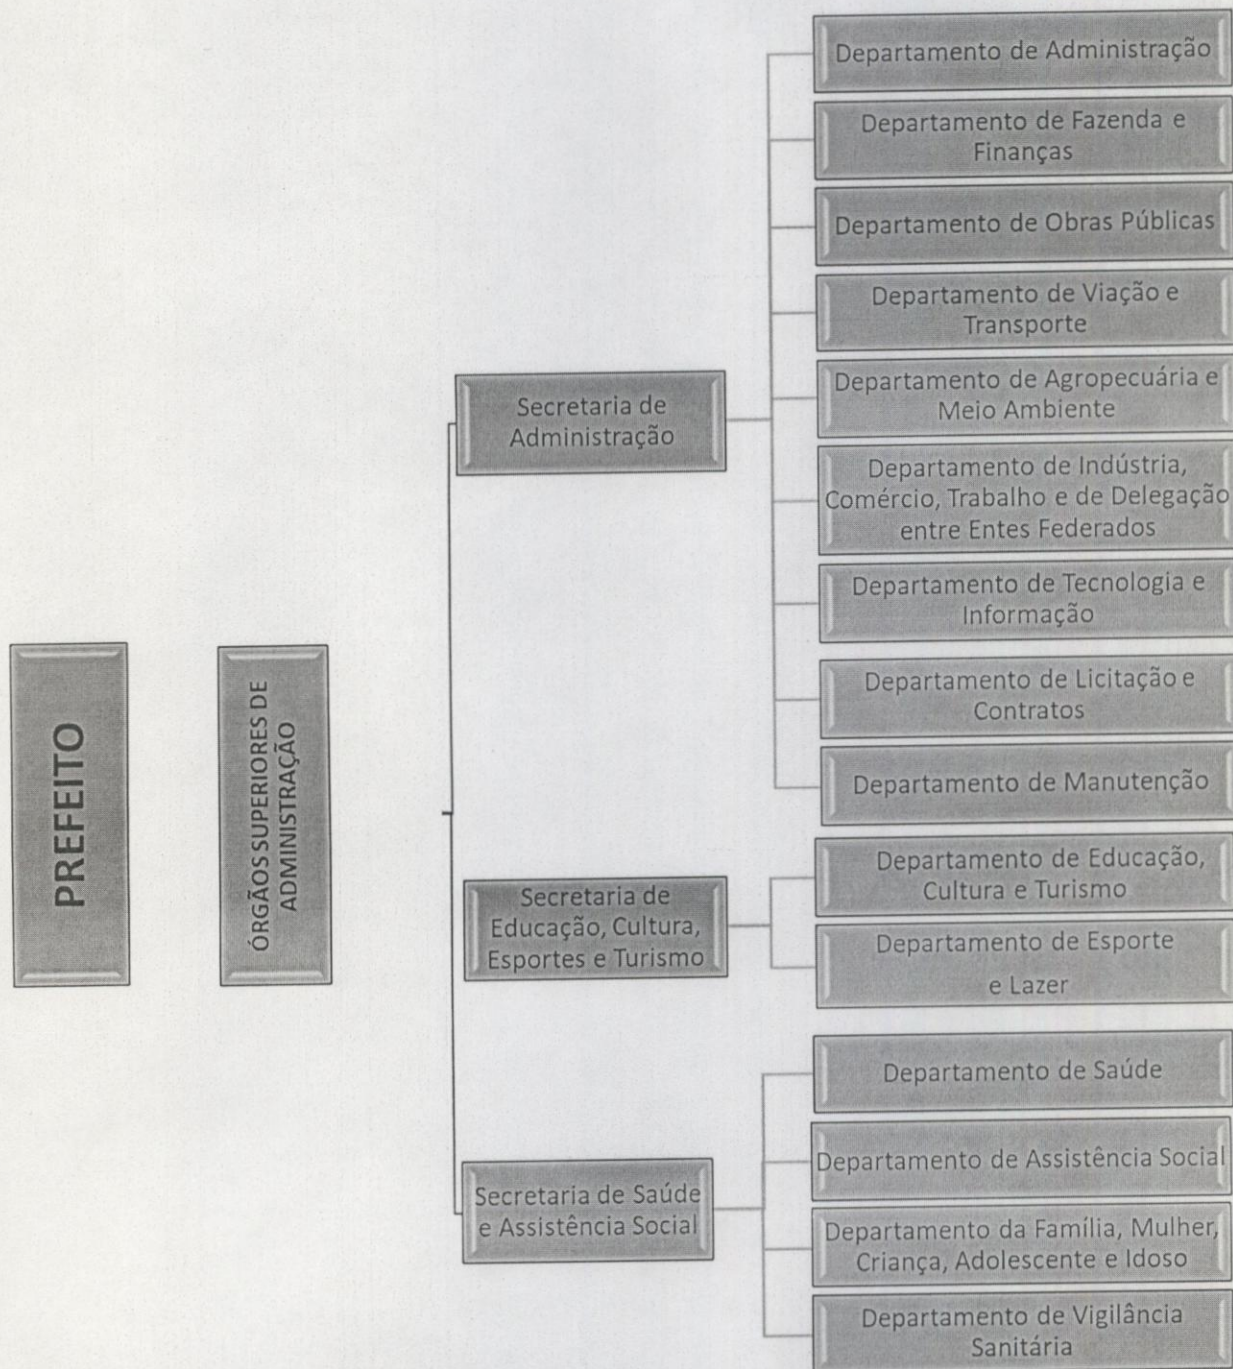 PREFEITO
ÓRGÃOS SUPERIORES DE
ADMINISTRAÇÃO
Secretaria de
Administração
Departamento de Administração
Departamento de Fazenda e
Finanças
Departamento de Obras Públicas
Departamento de Viação e
Transporte
Departamento de Agropecuária e
Meio Ambiente
Departamento de Indústria,
Comércio, Trabalho e de Delegação
entre Entes Federados
Departamento de Tecnologia e
Informação
Departamento de Licitação e
Contratos
Departamento de Manutenção
Secretaria de
Educação, Cultura,
Esportes e Turismo
Departamento de Educação,
Cultura e Turismo
Departamento de Esporte
e Lazer
Secretaria de Saúde
e Assistência Social
Departamento de Saúde
Departamento de Assistência Social
Departamento da Família, Mulher,
Criança, Adolescente e Idoso
Departamento de Vigilância
Sanitária